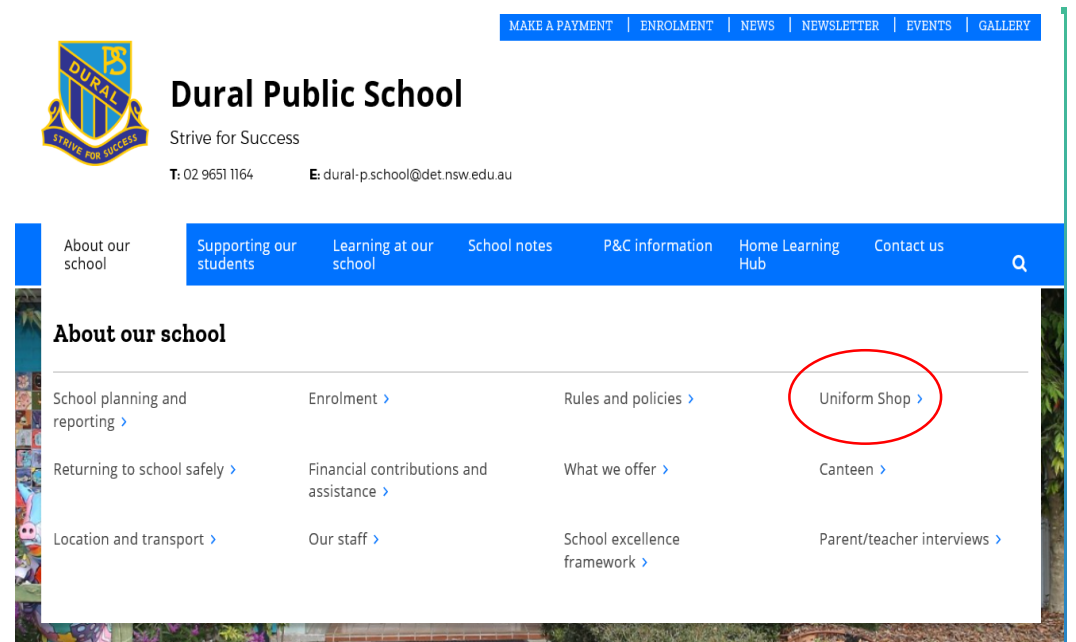 MAKE A PAYMENT | ENROLMENT | NEWS | NEWSLETTER | EVENTS | GALLERY
PS
DURAL
STRIVE FOR SUCCESS
Dural Public School
Strive for Success
T: 02 9651 1164 E: dural-p.school@det.nsw.edu.au
About our
school
Supporting our
students
Learning at our
school
School notes
P&C information
Home Learning
Hub
Contact us
About our school
School planning and
reporting >
Enrolment >
Rules and policies >
Uniform Shop >
Returning to school safely >
Financial contributions and
assistance >
What we offer >
Canteen >
Location and transport >
Our staff >
School excellence
framework >
Parent/teacher interviews >